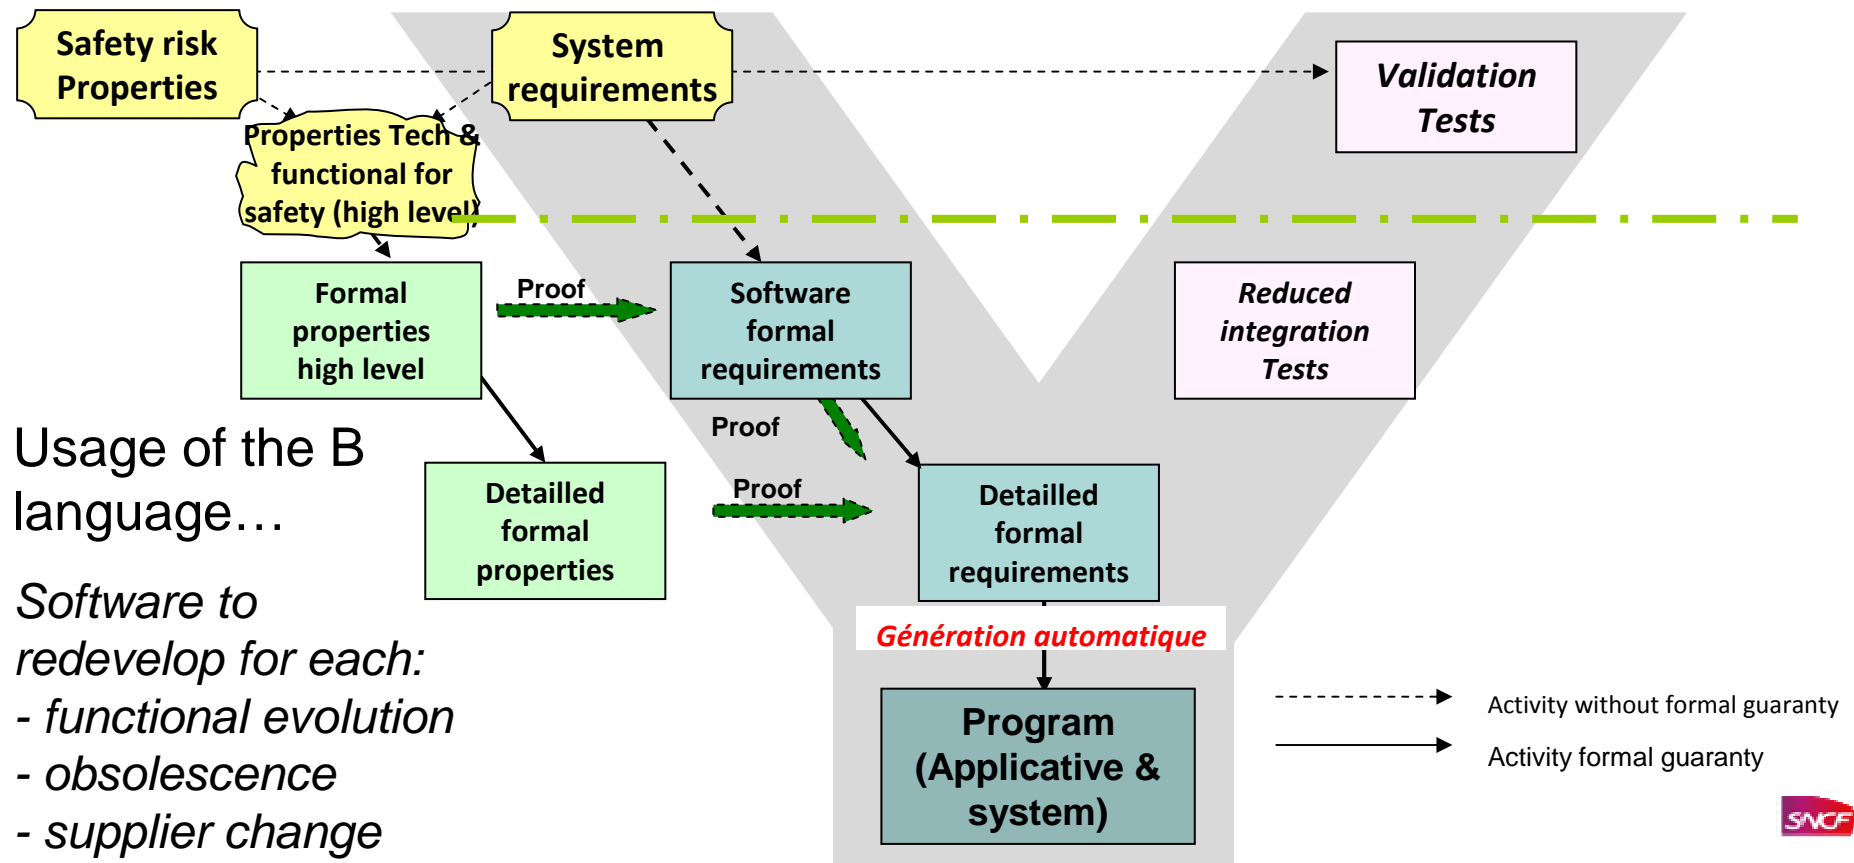 Safety risk
Properties
System
requirements
Validation
Tests
Properties Tech &
functional for
safety (high level)
Formal
properties
high level
Proof
Software
formal
requirements
Reduced
integration
Tests
Usage of the B
language…
Proof
Detailled
formal
properties
Proof
Detailled
formal
requirements
Software to
redevelop for each:
- functional evolution
- obsolescence
- supplier change
Génération automatique
Program
(Applicative &
system)
Activity without formal guaranty
Activity formal guaranty
SNCF